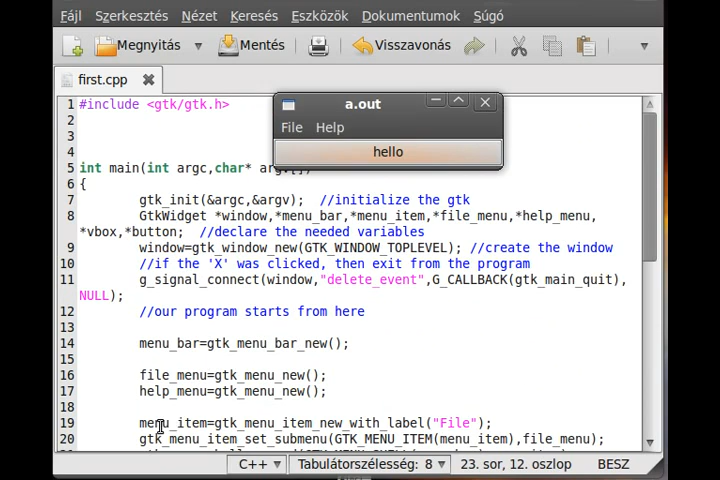 Fájl Szerkesztés Nézet Keresés Eszközök Dokumentumok Súgó
Megnyitás Mentés Visszavonás
first.cpp
a.out
File Help
hello
1 #include <gtk/gtk.h>
2
3
4
5 int main(int argc,char* argv[])
6 {
7 gtk_init(&argc,&argv); //initialize the gtk
8 GtkWidget *window,*menu_bar,*menu_item,*file_menu,*help_menu,
*vbox,*button; //declare the needed variables
9 window=gtk_window_new(GTK_WINDOW_TOPLEVEL); //create the window
10 //if the 'X' was clicked, then exit from the program
11 g_signal_connect(window,"delete_event",G_CALLBACK(gtk_main_quit),
NULL);
12 //our program starts from here
13
14 menu_bar=gtk_menu_bar_new();
15
16 file_menu=gtk_menu_new();
17 help_menu=gtk_menu_new();
18
19 menu_item=gtk_menu_item_new_with_label("File");
20 gtk_menu_item_set_submenu(GTK_MENU_ITEM(menu_item),file_menu);
C++ Tabulátorszélesség: 8 23. sor, 12. oszlop BESZ